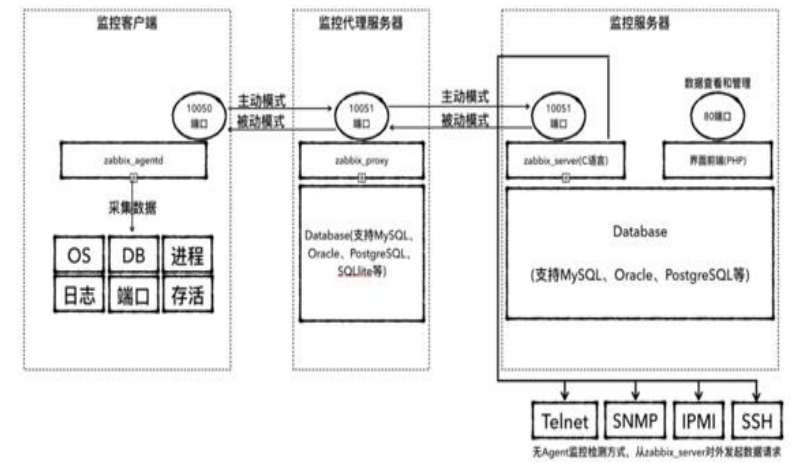 监控客户端
监控代理服务器
监控服务器
数据查看和管理
10050
端口
主动模式
被动模式
10051
端口
主动模式
被动模式
10051
端口
80端口
zabbix_agentd
zabbix_proxy
zabbix_server(C语言)
界面前端(PHP)
采集数据
OS
DB
进程
日志
端口
存活
Database(支持MySQL、
Oracle、PostgreSQL、
SQLlite等)
Database
(支持MySQL、Oracle、PostgreSQL等)
Telnet
SNMP
IPMI
SSH
无Agent监控检测方式，从zabbix_server对外发起数据请求